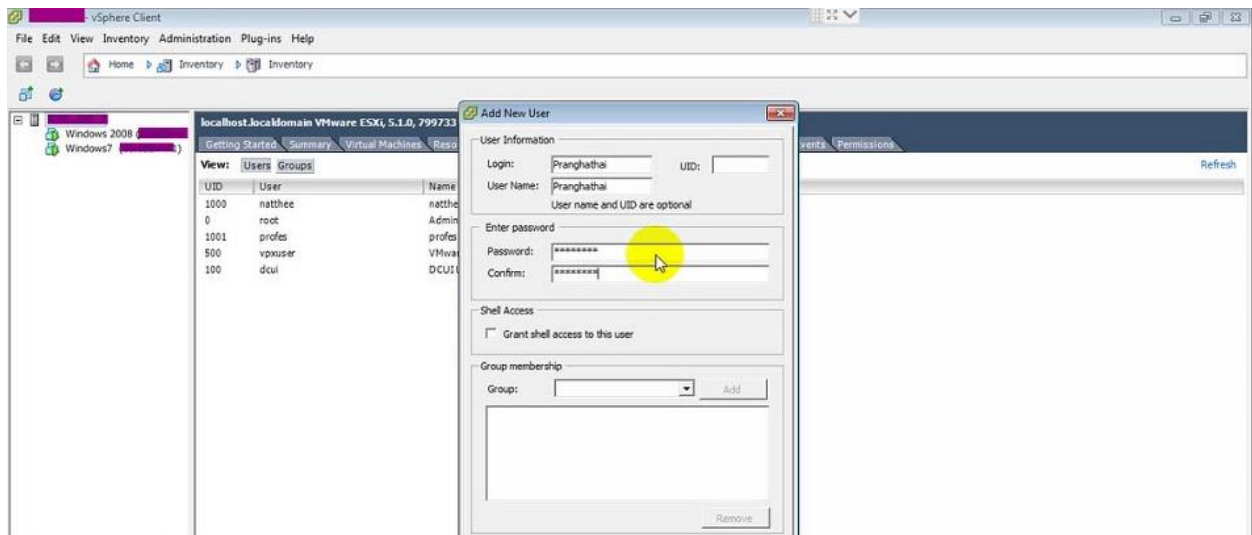 - vSphere Client
File Edit View Inventory Administration Plug-ins Help
Home Inventory Inventory
Windows 2008 (
Windows7 )
localhost.localdomain VMware ESXi, 5.1.0, 799733
Getting Started Summary Virtual Machines Reso vents Permissions
View: Users Groups Refresh
UID User Name
1000 natthee natthe
0 root Admin
1001 profes profes
500 vpxuser VMwa
100 dcui DCUI
Add New User
User Information
Login: Pranghathai UID:
User Name: Pranghathai
User name and UID are optional
Enter password
Password: ********
Confirm: ********
Shell Access
Grant shell access to this user
Group membership
Group: Add
Remove